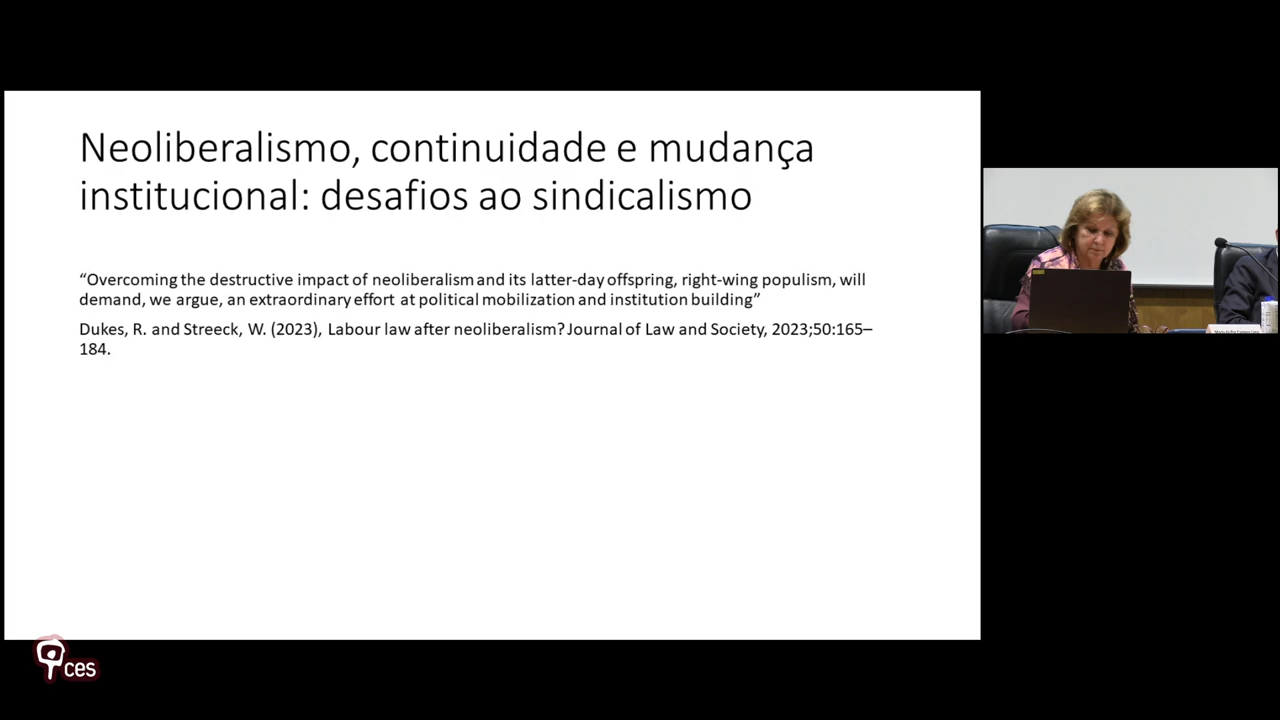 Neoliberalismo, continuidade e mudança
institucional: desafios ao sindicalismo
“Overcoming the destructive impact of neoliberalism and its latter-day offspring, right-wing populism, will
demand, we argue, an extraordinary effort at political mobilization and institution building”
Dukes, R. and Streeck, W. (2023), Labour law after neoliberalism? Journal of Law and Society, 2023;50:165–
184.
ces